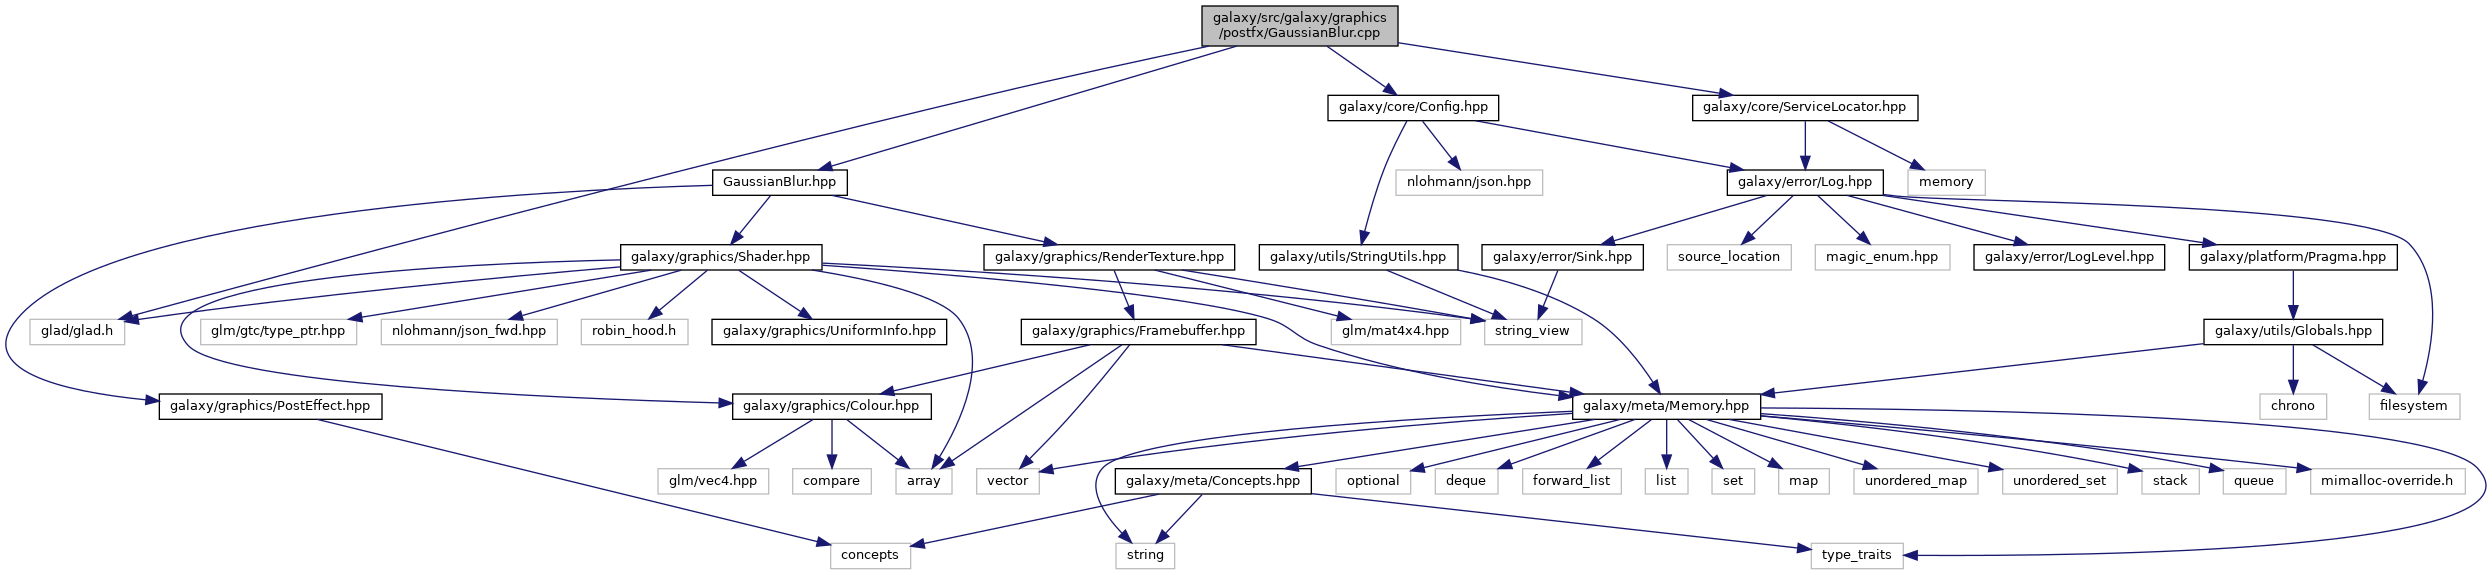 galaxy/src/galaxy/graphics
/postfx/GaussianBlur.cpp
galaxy/core/Config.hpp
galaxy/core/ServiceLocator.hpp
GaussianBlur.hpp
nlohmann/json.hpp
galaxy/error/Log.hpp
memory
galaxy/graphics/Shader.hpp
galaxy/graphics/RenderTexture.hpp
galaxy/utils/StringUtils.hpp
galaxy/error/Sink.hpp
source_location
magic_enum.hpp
galaxy/error/LogLevel.hpp
galaxy/platform/Pragma.hpp
glad/glad.h
glm/gtc/type_ptr.hpp
nlohmann/json_fwd.hpp
robin_hood.h
galaxy/graphics/UniformInfo.hpp
galaxy/graphics/Framebuffer.hpp
glm/mat4x4.hpp
string_view
galaxy/utils/Globals.hpp
galaxy/graphics/PostEffect.hpp
galaxy/graphics/Colour.hpp
galaxy/meta/Memory.hpp
chrono
filesystem
glm/vec4.hpp
compare
array
vector
galaxy/meta/Concepts.hpp
optional
deque
forward_list
list
set
map
unordered_map
unordered_set
stack
queue
mimalloc-override.h
concepts
string
type_traits